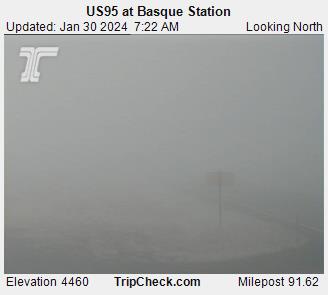 US95 at Basque Station
Updated: Jan 30 2024 7:22 AM Looking North
Elevation 4460 TripCheck.com Milepost 91.62